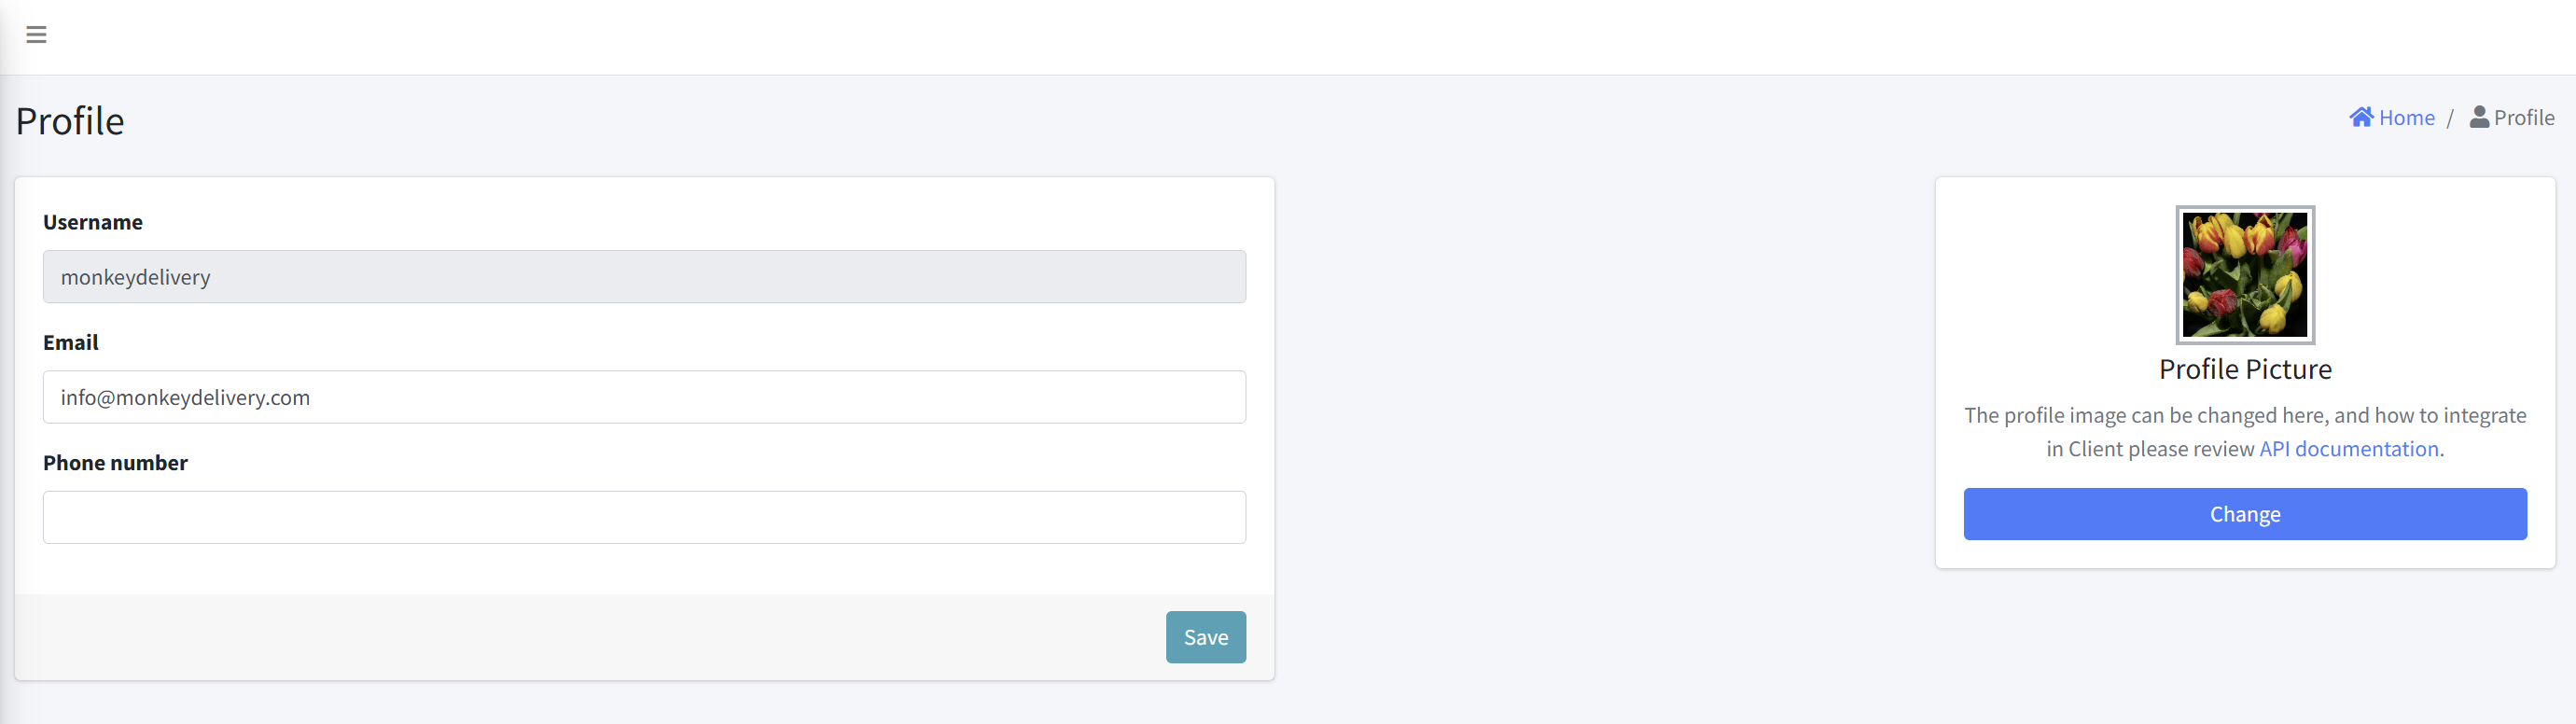 Profile
Home / Profile
Username
monkeydelivery
Email
info@monkeydelivery.com
Phone number
Save
Profile Picture
The profile image can be changed here, and how to integrate
in Client please review API documentation.
Change